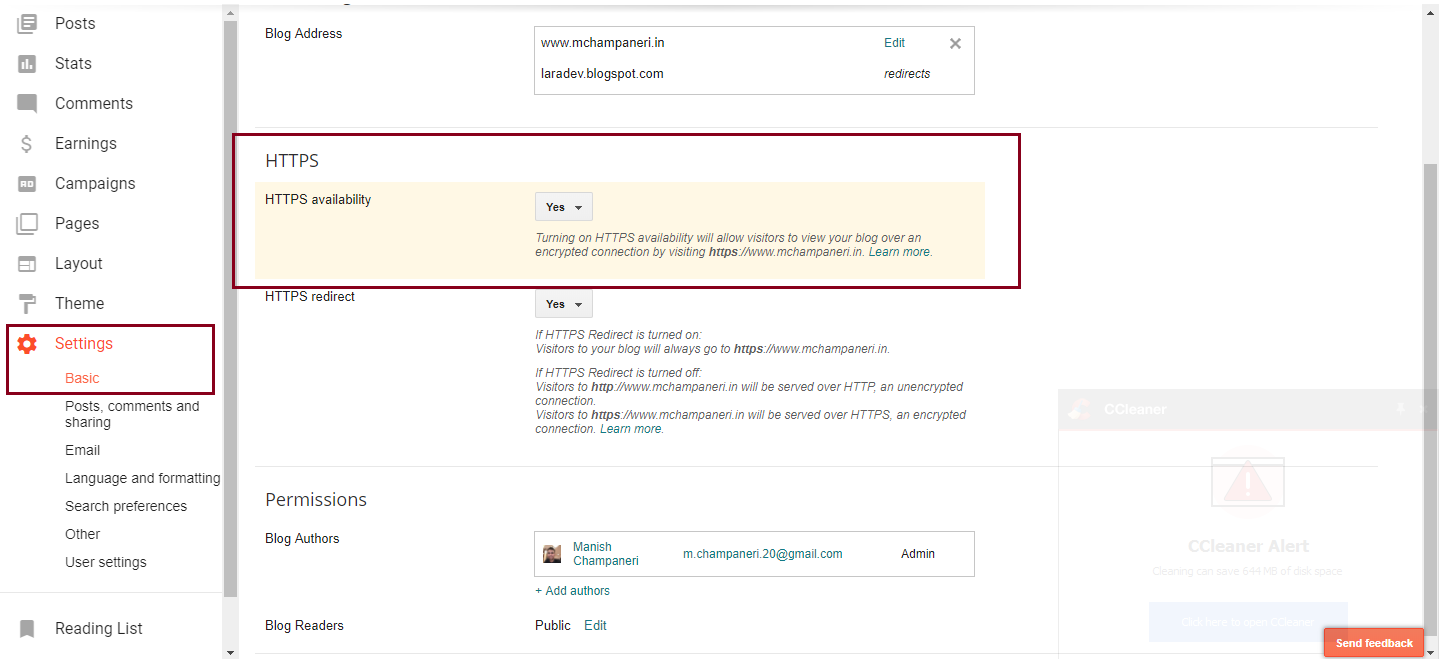 Posts
Stats
Comments
Earnings
Campaigns
Pages
Layout
Theme
Settings
Basic
Posts, comments and
sharing
Email
Language and formatting
Search preferences
Other
User settings
Reading List
Blog Address
www.mchampaneri.in Edit
laradev.blogspot.com redirects
HTTPS
HTTPS availability Yes
Turning on HTTPS availability will allow visitors to view your blog over an
encrypted connection by visiting https://www.mchampaneri.in. Learn more.
HTTPS redirect Yes
If HTTPS Redirect is turned on:
Visitors to your blog will always go to https://www.mchampaneri.in.
If HTTPS Redirect is turned off:
Visitors to http://www.mchampaneri.in will be served over HTTP, an unencrypted
connection.
Visitors to https://www.mchampaneri.in will be served over HTTPS, an encrypted
connection. Learn more.
Permissions
Blog Authors
Manish
Champaneri
m.champaneri.20@gmail.com Admin
+ Add authors
Blog Readers Public Edit
CCleaner
CCleaner Alert
Cleaning can save 644 MB of disk space
Click here to open CCleaner
Send feedback